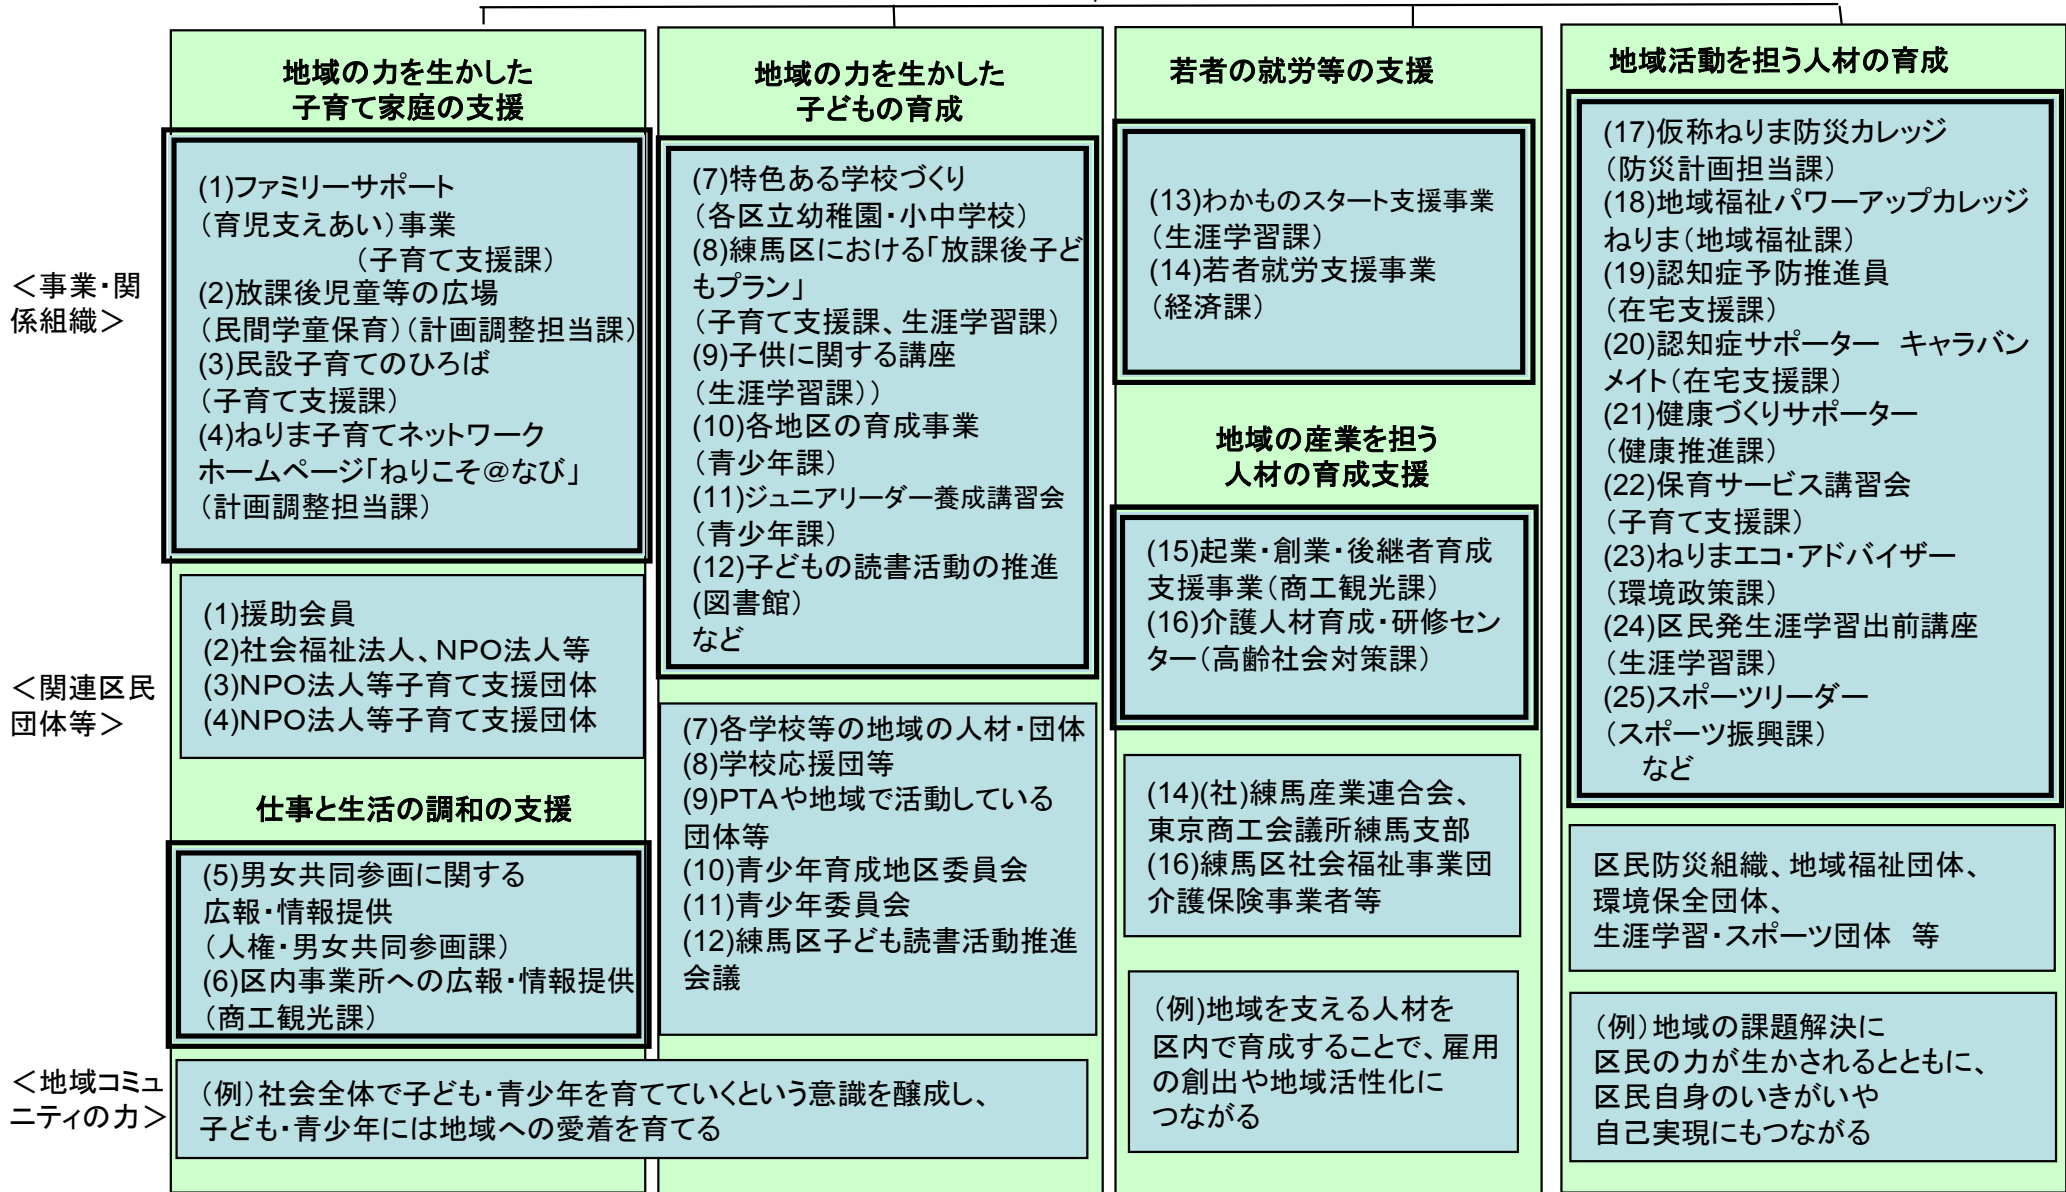 地域の力を生かした
子育て家庭の支援
(1)ファミリーサポート
(育児支えあい)事業
(子育て支援課)
(2)放課後児童等の広場
(民間学童保育)(計画調整担当課)
(3)民設子育てのひろば
(子育て支援課)
(4)ねりま子育てネットワーク
ホームページ「ねりこそ@なび」
(計画調整担当課)
(1)援助会員
(2)社会福祉法人、NPO法人等
(3)NPO法人等子育て支援団体
(4)NPO法人等子育て支援団体
仕事と生活の調和の支援
(5)男女共同参画に関する
広報・情報提供
(人権・男女共同参画課)
(6)区内事業所への広報・情報提供
(商工観光課)
地域の力を生かした
子どもの育成
(7)特色ある学校づくり
(各区立幼稚園・小中学校)
(8)練馬区における「放課後子ど
もプラン」
(子育て支援課、生涯学習課)
(9)子供に関する講座
(生涯学習課))
(10)各地区の育成事業
(青少年課)
(11)ジュニアリーダー養成講習会
(青少年課)
(12)子どもの読書活動の推進
(図書館)
など
(7)各学校等の地域の人材・団体
(8)学校応援団等
(9)PTAや地域で活動している
団体等
(10)青少年育成地区委員会
(11)青少年委員会
(12)練馬区子ども読書活動推進
会議
(例)社会全体で子ども・青少年を育てていくという意識を醸成し、
子ども・青少年には地域への愛着を育てる
若者の就労等の支援
(13)わかものスタート支援事業
(生涯学習課)
(14)若者就労支援事業
(経済課)
地域の産業を担う
人材の育成支援
(15)起業・創業・後継者育成
支援事業(商工観光課)
(16)介護人材育成・研修セン
ター(高齢社会対策課)
(14)(社)練馬産業連合会、
東京商工会議所練馬支部
(16)練馬区社会福祉事業団
介護保険事業者等
(例)地域を支える人材を
区内で育成することで、雇用
の創出や地域活性化に
つながる
地域活動を担う人材の育成
(17)仮称ねりま防災カレッジ
(防災計画担当課)
(18)地域福祉パワーアップカレッジ
ねりま(地域福祉課)
(19)認知症予防推進員
(在宅支援課)
(20)認知症サポーター　キャラバン
メイト(在宅支援課)
(21)健康づくりサポーター
(健康推進課)
(22)保育サービス講習会
(子育て支援課)
(23)ねりまエコ・アドバイザー
(環境政策課)
(24)区民発生涯学習出前講座
(生涯学習課)
(25)スポーツリーダー
(スポーツ振興課)
など
区民防災組織、地域福祉団体、
環境保全団体、
生涯学習・スポーツ団体　等
(例)地域の課題解決に
区民の力が生かされるとともに、
区民自身のいきがいや
自己実現にもつながる
＜事業・関
係組織＞
＜関連区民
団体等＞
＜地域コミュ
ニティの力＞